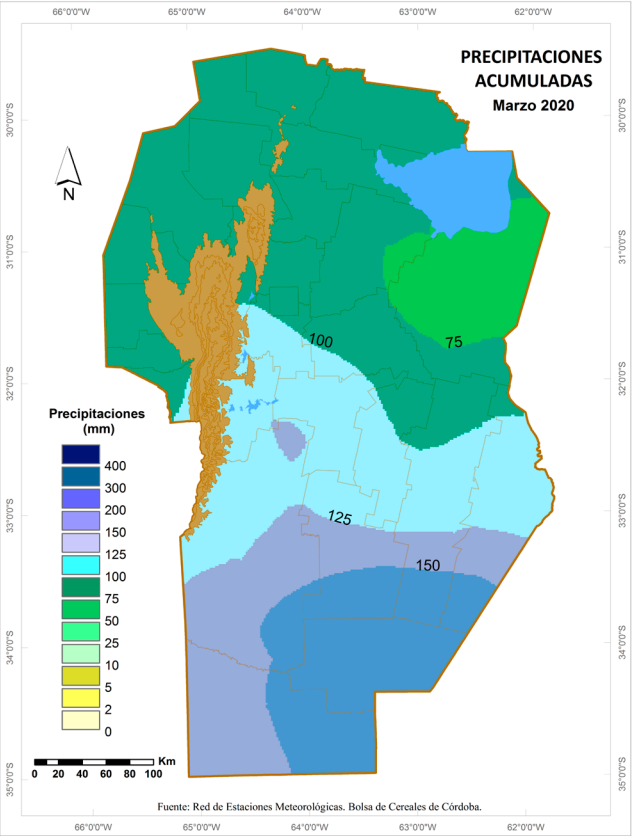 66°0'0"W 65°0'0"W 64°0'0"W 63°0'0"W 62°0'0"W
PRECIPITACIONES
ACUMULADAS
Marzo 2020
30°0'0"S
30°0'0"S
N
31°0'0"S
31°0'0"S
100
75
32°0'0"S
32°0'0"S
Precipitaciones
(mm)
400
300
200
150
125
100
75
50
25
10
5
2
0
125
150
33°0'0"S
33°0'0"S
34°0'0"S
34°0'0"S
35°0'0"S
35°0'0"S
Km
0 20 40 60 80 100
Fuente: Red de Estaciones Meteorológicas. Bolsa de Cereales de Córdoba.
66°0'0"W 65°0'0"W 64°0'0"W 63°0'0"W 62°0'0"W